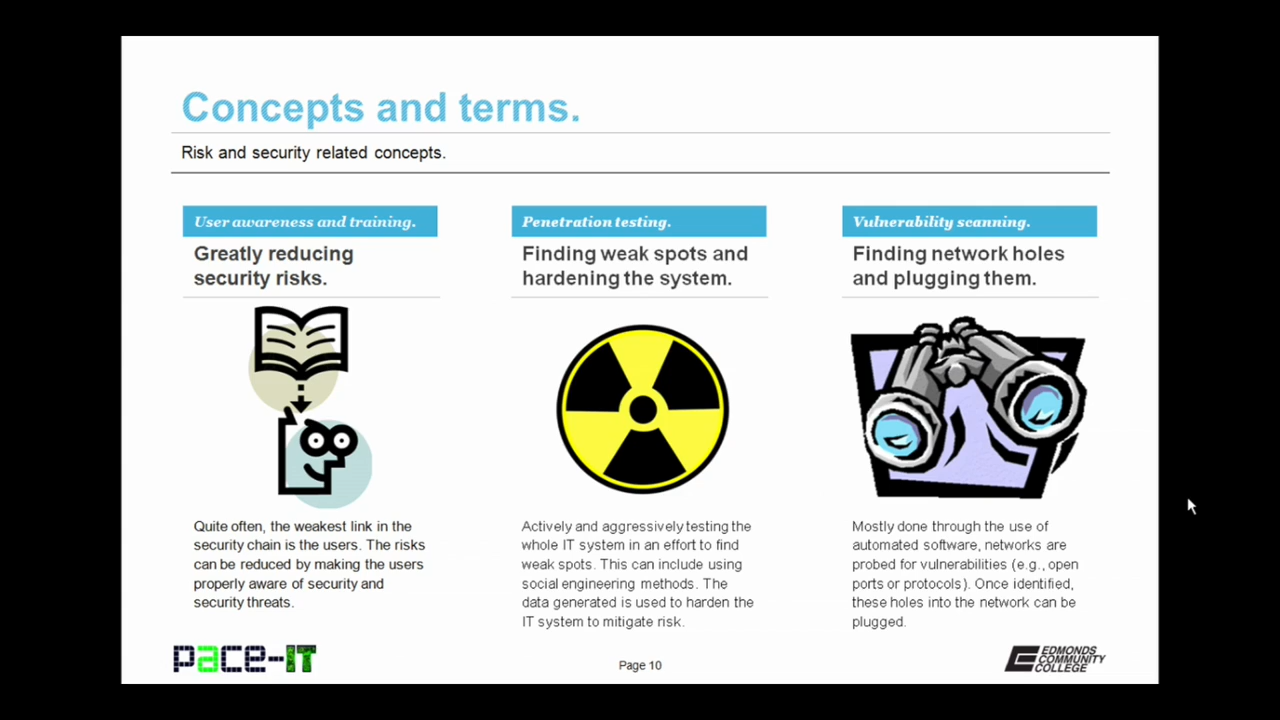 Concepts and terms.
Risk and security related concepts.
User awareness and training.
Greatly reducing
security risks.
Quite often, the weakest link in the
security chain is the users. The risks
can be reduced by making the users
properly aware of security and
security threats.
Penetration testing.
Finding weak spots and
hardening the system.
Actively and aggressively testing the
whole IT system in an effort to find
weak spots. This can include using
social engineering methods. The
data generated is used to harden the
IT system to mitigate risk.
Vulnerability scanning.
Finding network holes
and plugging them.
Mostly done through the use of
automated software, networks are
probed for vulnerabilities (e.g., open
ports or protocols). Once identified,
these holes into the network can be
plugged.
pace-IT
Page 10
EDMONDS
COMMUNITY
COLLEGE